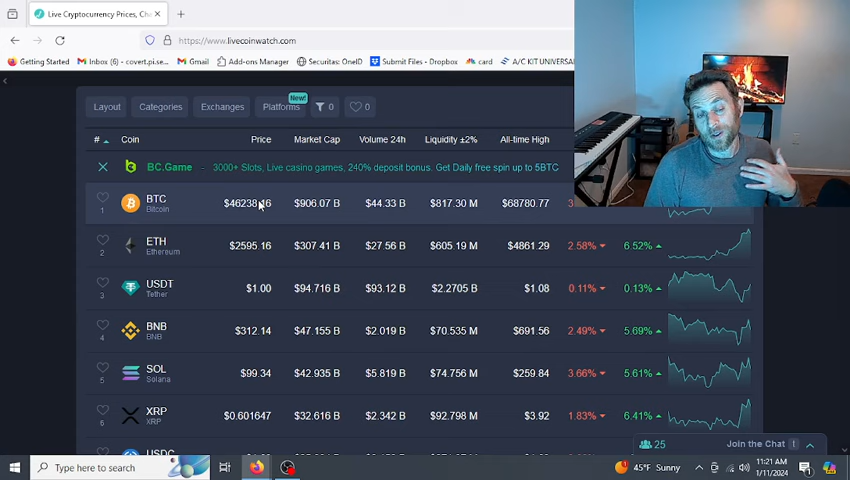 Live Cryptocurrency Prices, Cha
https://www.livecoinwatch.com
Getting Started
Inbox (6) - covert.pi.se...
Gmail
Add-ons Manager
Securitas: OneID
Submit Files - Dropbox
card
A/C KIT UNIVERSA
Layout
Categories
Exchanges
Platforms
New!
0
0
# Coin Price Market Cap Volume 24h Liquidity ±2% All-time High
BC.Game - 3000+ Slots, Live casino games, 240% deposit bonus. Get Daily free spin up to 5BTC
1 BTC Bitcoin $906.07 B $44.33 B $817.30 M $68780.77
2 ETH Ethereum $2595.16 $307.41 B $27.56 B $605.19 M $4861.29 2.58% 6.52%
3 USDT Tether $1.00 $94.716 B $93.12 B $2.2705 B $1.08 0.11% 0.13%
4 BNB BNB $312.14 $47.155 B $2.019 B $70.535 M $691.56 2.49% 5.69%
5 SOL Solana $99.34 $42.935 B $5.819 B $74.756 M $259.84 3.66% 5.61%
6 XRP XRP $0.601647 $32.616 B $2.342 B $92.798 M $3.92 1.83% 6.41%
25 Join the Chat t
Type here to search
45°F Sunny
11:21 AM
1/11/2024